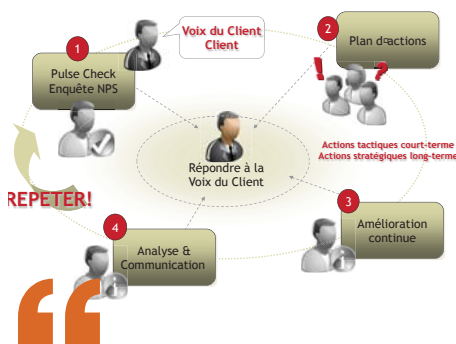 1
Pulse Check
Enquête NPS
Voix du Client
Client
2
Plan d'actions
! ?
Actions tactiques court-terme
Actions stratégiques long-terme
Répondre à la
Voix du Client
REPETER!
3
Amélioration
continue
4
Analyse &
Communication
i
i
“